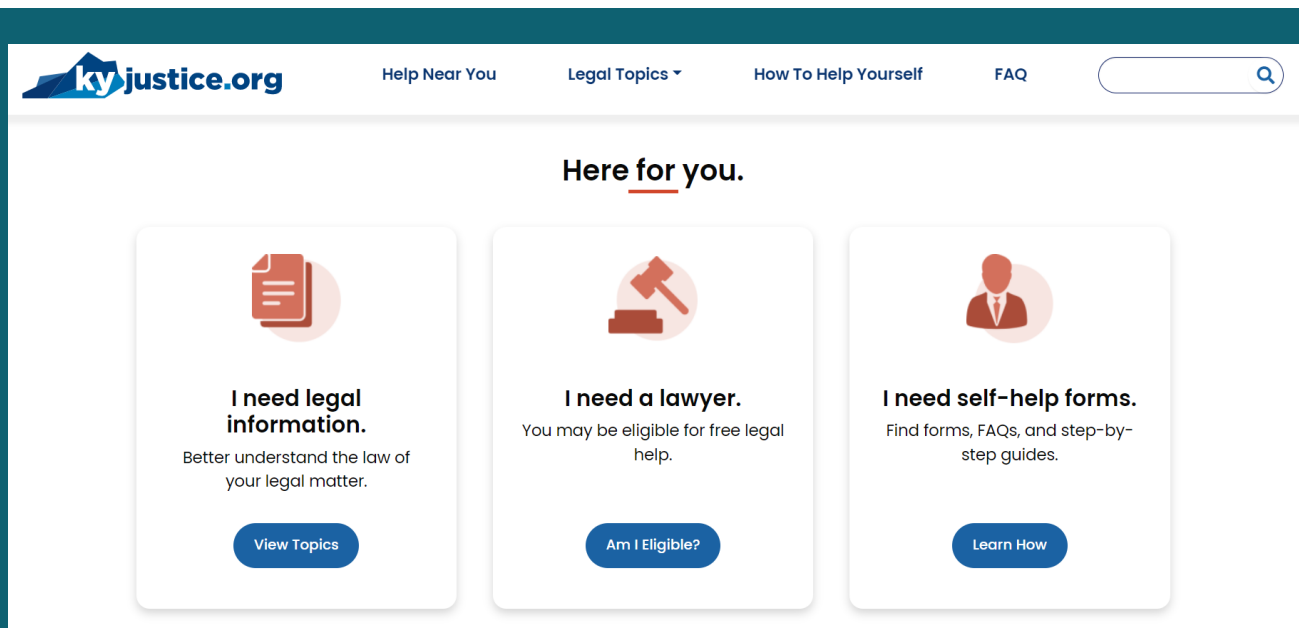 kyjustice.org
Help Near You
Legal Topics
How To Help Yourself
FAQ
Here for you.
I need legal
information.
Better understand the law of
your legal matter.
View Topics
I need a lawyer.
You may be eligible for free legal
help.
Am I Eligible?
I need self-help forms.
Find forms, FAQs, and step-by-
step guides.
Learn How